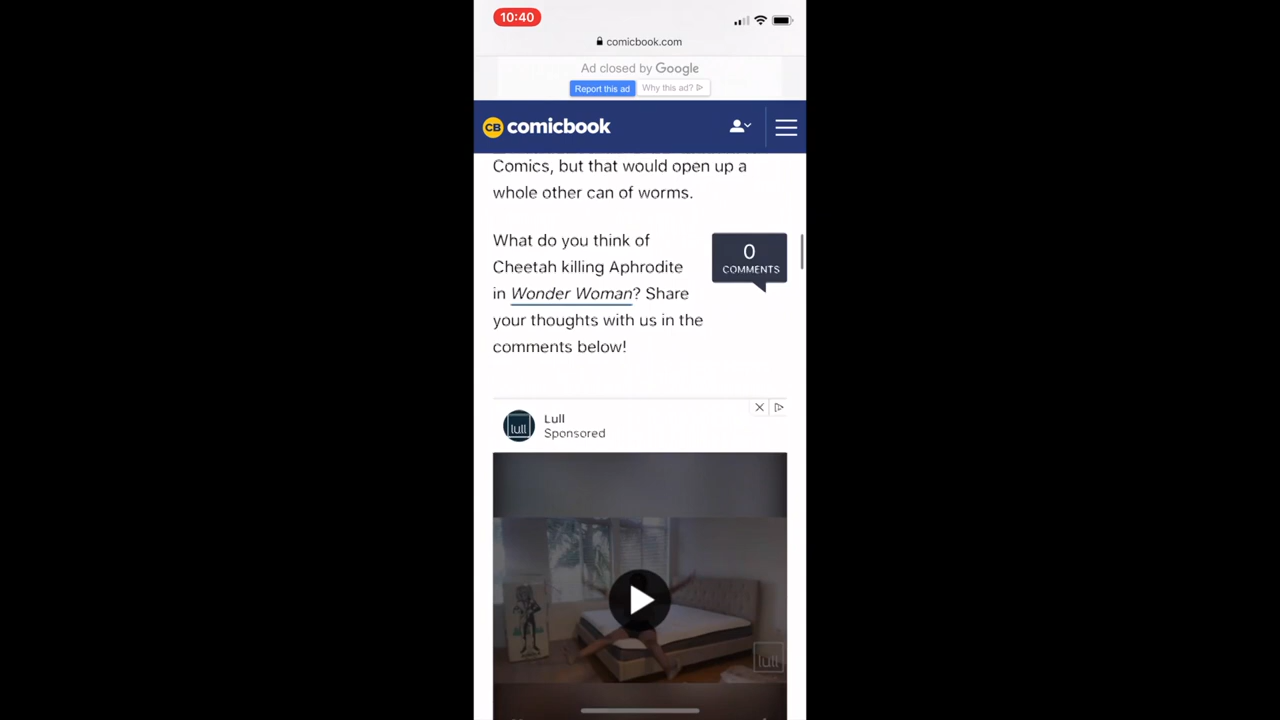 10:40
comicbook.com
Ad closed by Google
Report this ad
Why this ad?
CB comicbook
Comics, but that would open up a
whole other can of worms.
What do you think of
Cheetah killing Aphrodite
in Wonder Woman? Share
your thoughts with us in the
comments below!
0
COMMENTS
lull
Lull
Sponsored
lull